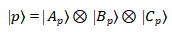 |p⟩ = |A_p⟩ ⊗ |B_p⟩ ⊗ |C_p⟩